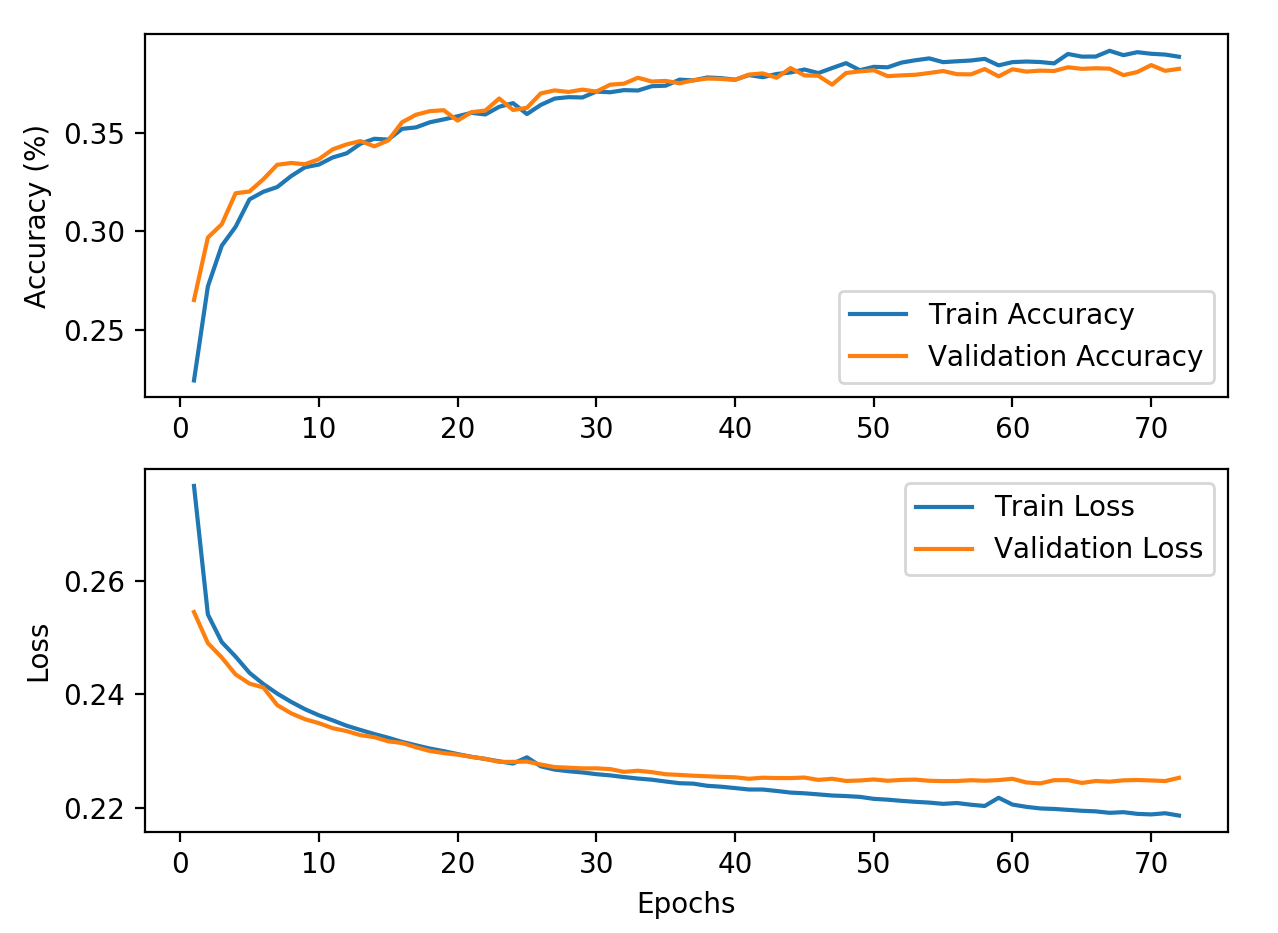 Accuracy (%)
0.35
0.30
0.25
Train Accuracy
Validation Accuracy
0 10 20 30 40 50 60 70
Loss
0.26
0.24
0.22
Train Loss
Validation Loss
0 10 20 30 40 50 60 70
Epochs